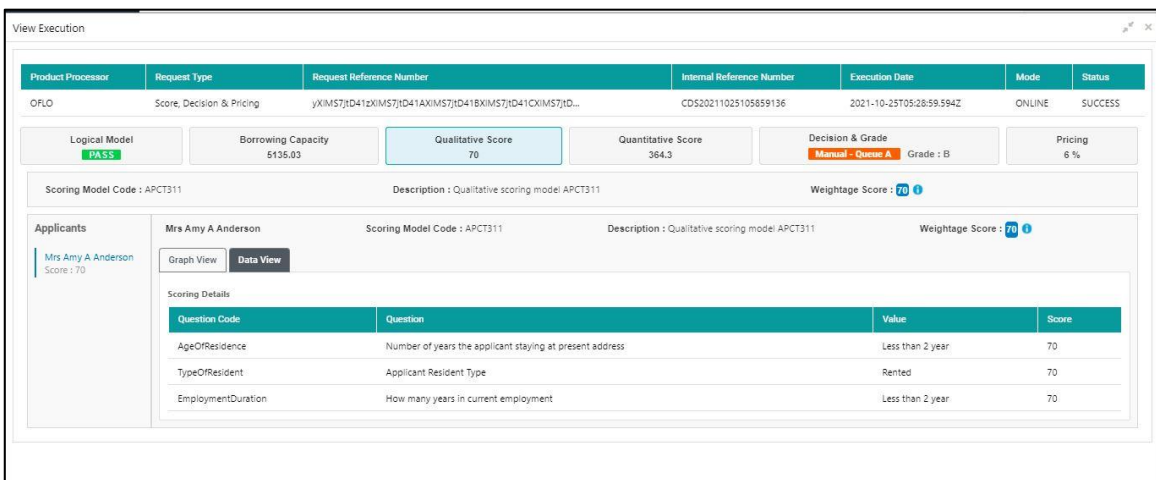 View Execution
Product Processor Request Type Request Reference Number Internal Reference Number Execution Date Mode Status
OFLO Score, Decision & Pricing yXIMS7JtD41zXIMS7JtD41AXIMS7JtD41BXIMS7JtD41CXIMS7JtD... CDS20211025105859136 2021-10-25T05:28:59.594Z ONLINE SUCCESS
Logical Model Borrowing Capacity Qualitative Score Quantitative Score Decision & Grade Pricing
PASS 5135.03 70 364.3 Manual - Queue A Grade : B 6 %
Scoring Model Code : APCT311 Description : Qualitative scoring model APCT311 Weightage Score : 70
Applicants Mrs Amy A Anderson Scoring Model Code : APCT311 Description : Qualitative scoring model APCT311 Weightage Score : 70
Mrs Amy A Anderson
Score : 70
Graph View Data View
Scoring Details
Question Code Question Value Score
AgeOfResidence Number of years the applicant staying at present address Less than 2 year 70
TypeOfResident Applicant Resident Type Rented 70
EmploymentDuration How many years in current employment Less than 2 year 70